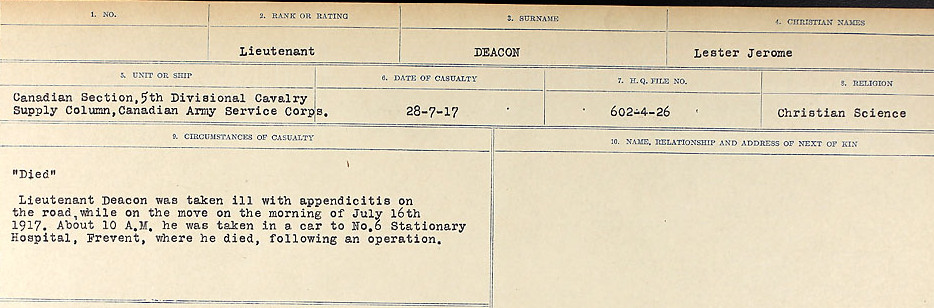 1. NO.
2. RANK OR RATING
3. SURNAME
4. CHRISTIAN NAMES
Lieutenant
DEACON
Lester Jerome
5. UNIT OR SHIP
6. DATE OF CASUALTY
7. H.Q. FILE NO.
8. RELIGION
Canadian Section,5th Divisional Cavalry
Supply Column,Canadian Army Service Corps.
28-7-17
602-4-26
Christian Science
9. CIRCUMSTANCES OF CASUALTY
10. NAME, RELATIONSHIP AND ADDRESS OF NEXT OF KIN
"Died"
Lieutenant Deacon was taken ill with appendicitis on
the road,while on the move on the morning of July 16th
1917. About 10 A.M. he was taken in a car to No.6 Stationary
Hospital, Frevent, where he died, following an operation.